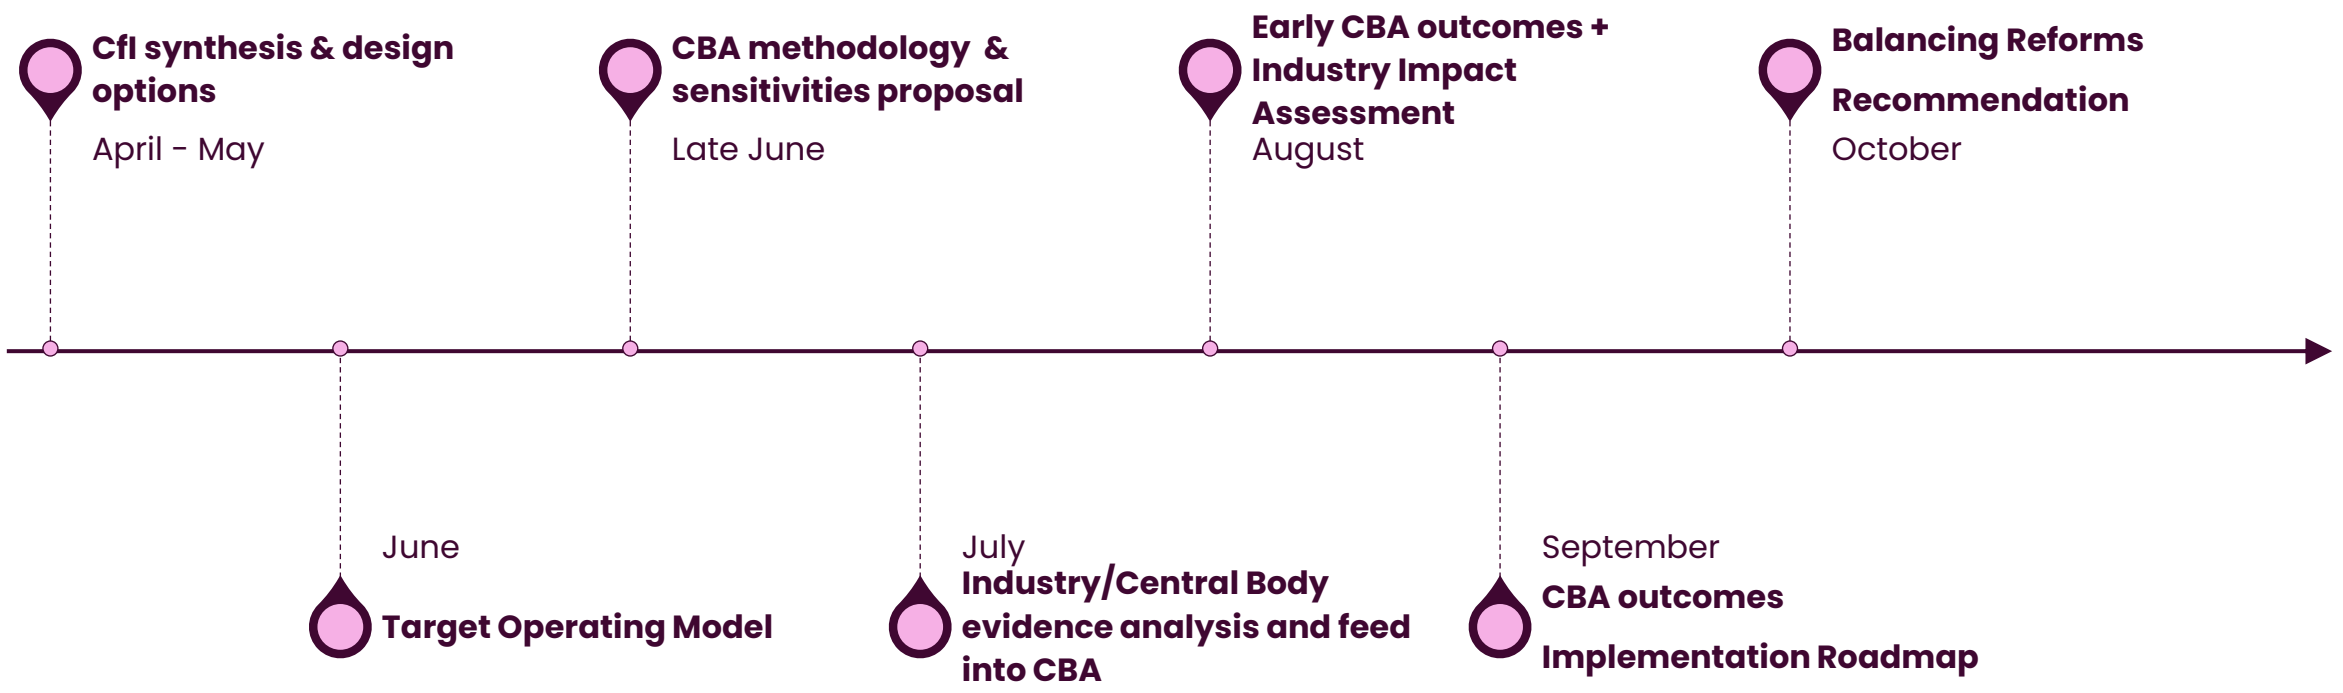 CfI synthesis & design
options
April - May
June
Target Operating Model
CBA methodology  &
sensitivities proposal
Late June
July
Industry/Central Body
evidence analysis and feed
into CBA
Early CBA outcomes +
Industry Impact
Assessment
August
September
CBA outcomes
Implementation Roadmap
Balancing Reforms
Recommendation
October